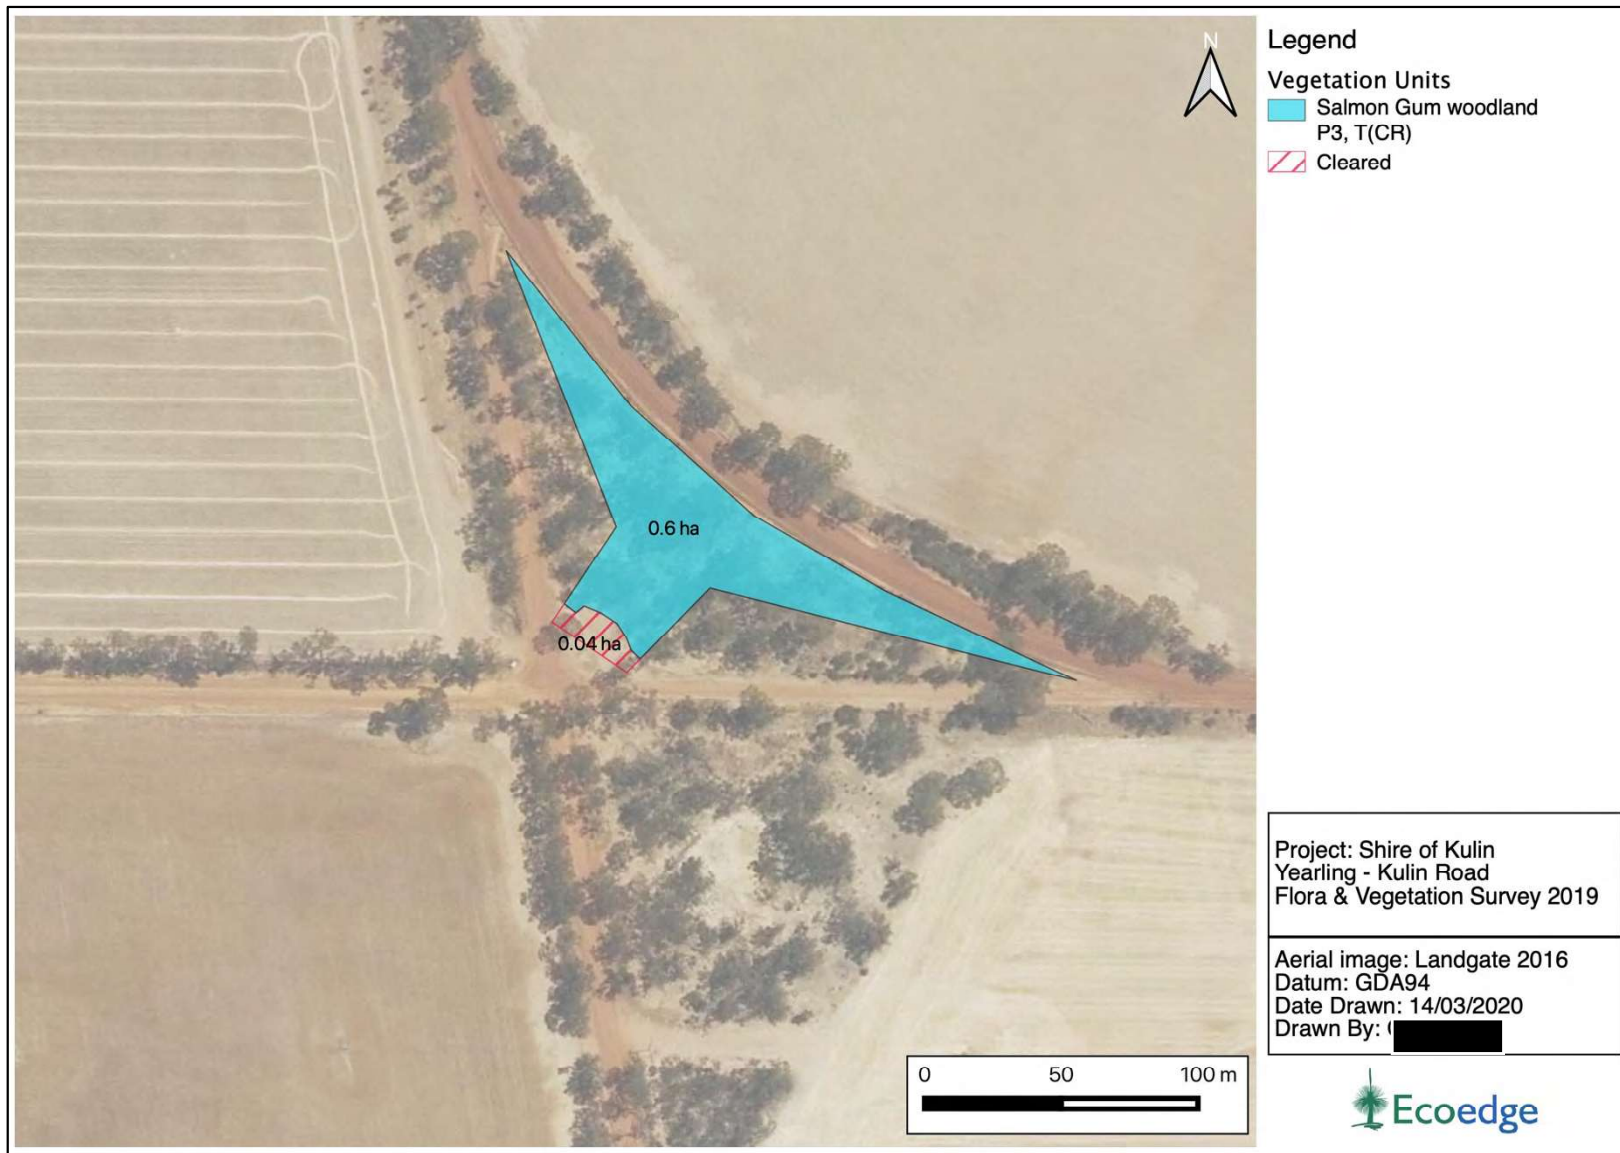 N
Legend
Vegetation Units
Salmon Gum woodland
P3, T(CR)
Cleared
0.6 ha
0.04 ha
Project: Shire of Kulin
Yearling - Kulin Road
Flora & Vegetation Survey 2019
Aerial image: Landgate 2016
Datum: GDA94
Date Drawn: 14/03/2020
Drawn By:
0 50 100 m
Ecoedge